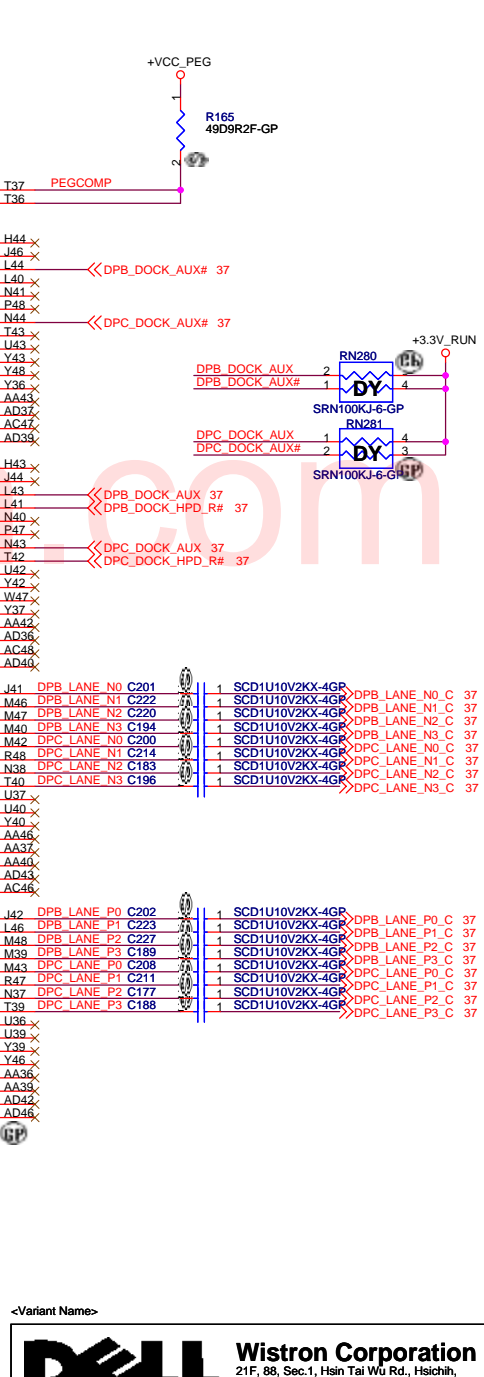 +VCC_PEG
1
R165
49D9R2F-GP
2
T37 PEGCOMP
T36
H44
J46
L44 DPB_DOCK_AUX# 37
L40
N41
P48
N44 DPC_DOCK_AUX# 37
T43
U43
Y43
Y48
Y36
AA43
AD37
AC47
AD39
+3.3V_RUN
RN280
DPB_DOCK_AUX 2
DPB_DOCK_AUX# 1 DY 4
SRN100KJ-6-GP
RN281
DPC_DOCK_AUX 1 4
DPC_DOCK_AUX# 2 DY 3
SRN100KJ-6-GP
.com
H43
J44
L43 DPB_DOCK_AUX 37
L41 DPB_DOCK_HPD_R# 37
N40
P47
N43 DPC_DOCK_AUX 37
T42 DPC_DOCK_HPD_R# 37
U42
Y42
W47
Y37
AA42
AD36
AC48
AD40
J41 DPB_LANE_N0 C201 1 SCD1U10V2KX-4GP DPB_LANE_N0_C 37
M46 DPB_LANE_N1 C222 1 SCD1U10V2KX-4GP DPB_LANE_N1_C 37
M47 DPB_LANE_N2 C220 1 SCD1U10V2KX-4GP DPB_LANE_N2_C 37
M40 DPB_LANE_N3 C194 1 SCD1U10V2KX-4GP DPB_LANE_N3_C 37
M42 DPC_LANE_N0 C200 1 SCD1U10V2KX-4GP DPC_LANE_N0_C 37
R48 DPC_LANE_N1 C214 1 SCD1U10V2KX-4GP DPC_LANE_N1_C 37
N38 DPC_LANE_N2 C183 1 SCD1U10V2KX-4GP DPC_LANE_N2_C 37
T40 DPC_LANE_N3 C196 1 SCD1U10V2KX-4GP DPC_LANE_N3_C 37
U37
U40
Y40
AA46
AA37
AA40
AD43
AC46
J42 DPB_LANE_P0 C202 1 SCD1U10V2KX-4GP DPB_LANE_P0_C 37
L46 DPB_LANE_P1 C223 1 SCD1U10V2KX-4GP DPB_LANE_P1_C 37
M48 DPB_LANE_P2 C227 1 SCD1U10V2KX-4GP DPB_LANE_P2_C 37
M39 DPB_LANE_P3 C189 1 SCD1U10V2KX-4GP DPB_LANE_P3_C 37
M43 DPC_LANE_P0 C208 1 SCD1U10V2KX-4GP DPC_LANE_P0_C 37
R47 DPC_LANE_P1 C211 1 SCD1U10V2KX-4GP DPC_LANE_P1_C 37
N37 DPC_LANE_P2 C177 1 SCD1U10V2KX-4GP DPC_LANE_P2_C 37
T39 DPC_LANE_P3 C188 1 SCD1U10V2KX-4GP DPC_LANE_P3_C 37
U36
U39
Y39
Y46
AA36
AA39
AD42
AD46
GP
<Variant Name>
DELL
Wistron Corporation
21F, 88, Sec.1, Hsin Tai Wu Rd., Hsichih,